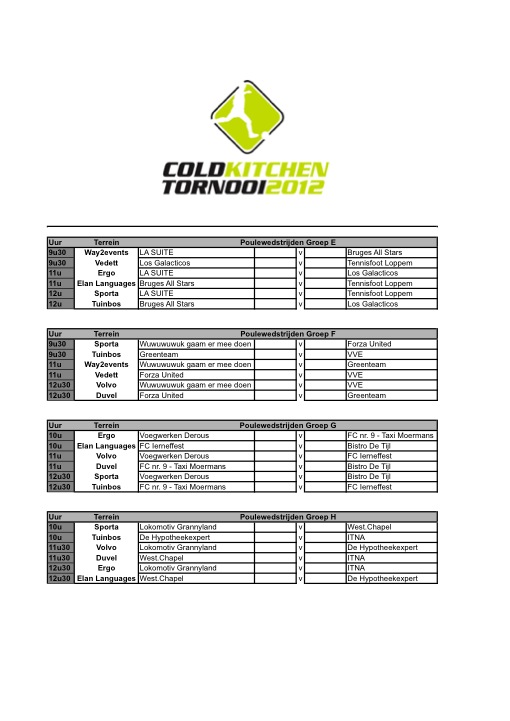 COLDKITCHEN
TORNOOI2012
Uur Terrein Poulewedstrijden Groep E
9u30 Way2events LA SUITE v Bruges All Stars
9u30 Vedett Los Galacticos v Tennisfoot Loppem
11u Ergo LA SUITE v Los Galacticos
11u Elan Languages Bruges All Stars v Tennisfoot Loppem
12u Sporta LA SUITE v Tennisfoot Loppem
12u Tuinbos Bruges All Stars v Los Galacticos
Uur Terrein Poulewedstrijden Groep F
9u30 Sporta Wuwuwuwuk gaam er mee doen v Forza United
9u30 Tuinbos Greenteam v VVE
11u Way2events Wuwuwuwuk gaam er mee doen v Greenteam
11u Vedett Forza United v VVE
12u30 Volvo Wuwuwuwuk gaam er mee doen v VVE
12u30 Duvel Forza United v Greenteam
Uur Terrein Poulewedstrijden Groep G
10u Ergo Voegwerken Derous v FC nr. 9 - Taxi Moermans
10u Elan Languages FC Iemeffest v Bistro De Tijl
11u Volvo Voegwerken Derous v FC Iemeffest
11u Duvel FC nr. 9 - Taxi Moermans v Bistro De Tijl
12u30 Sporta Voegwerken Derous v Bistro De Tijl
12u30 Tuinbos FC nr. 9 - Taxi Moermans v FC Iemeffest
Uur Terrein Poulewedstrijden Groep H
10u Sporta Lokomotiv Grannyland v West.Chapel
10u Tuinbos De Hypotheekexpert v ITNA
11u30 Volvo Lokomotiv Grannyland v De Hypotheekexpert
11u30 Duvel West.Chapel v ITNA
12u30 Ergo Lokomotiv Grannyland v ITNA
12u30 Elan Languages West.Chapel v De Hypotheekexpert